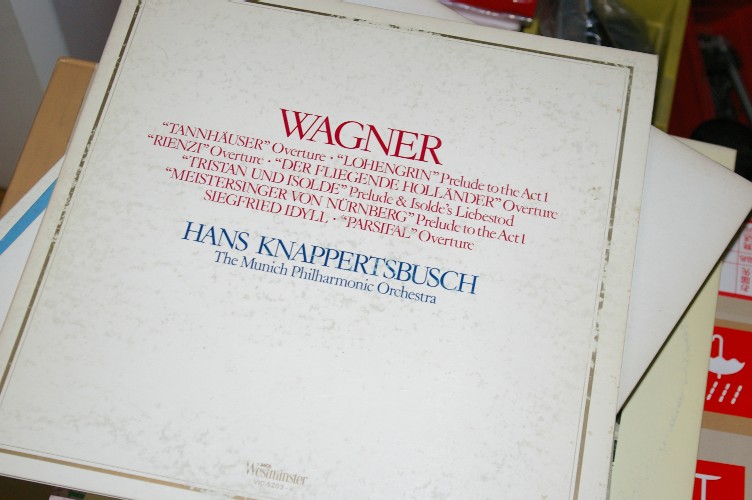 WAGNER
“TANNHÄUSER” Overture · “LOHENGRIN” Prelude to the Act I
“RIENZI” Overture · “DER FLIEGENDE HOLLÄNDER” Overture
“TRISTAN UND ISOLDE” Prelude & Isolde's Liebestod
“MEISTERSINGER VON NÜRNBERG” Prelude to the Act I
SIEGFRIED IDYLL · “PARSIFAL” Overture
HANS KNAPPERTSBUSCH
The Munich Philharmonic Orchestra
Westminster